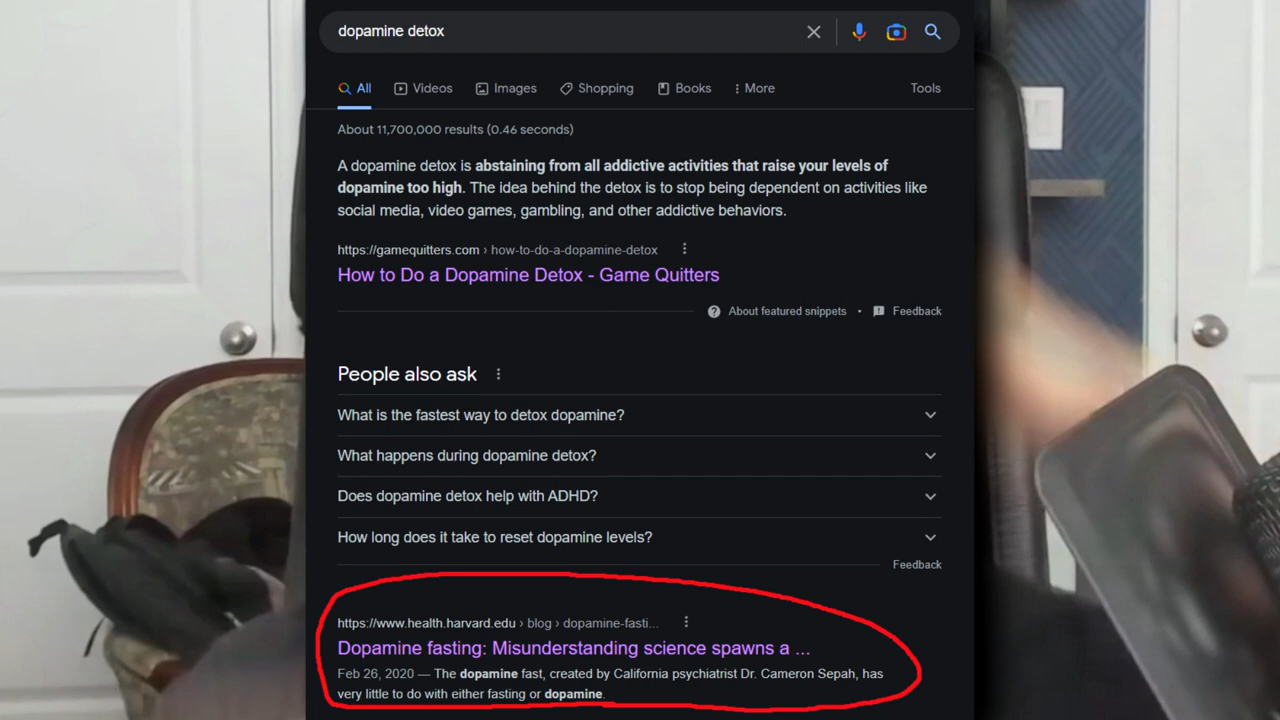 dopamine detox
All
Videos
Images
Shopping
Books
More
Tools
About 11,700,000 results (0.46 seconds)
A dopamine detox is abstaining from all addictive activities that raise your levels of
dopamine too high. The idea behind the detox is to stop being dependent on activities like
social media, video games, gambling, and other addictive behaviors.
https://gamequitters.com › how-to-do-a-dopamine-detox
How to Do a Dopamine Detox - Game Quitters
About featured snippets • Feedback
People also ask
What is the fastest way to detox dopamine?
What happens during dopamine detox?
Does dopamine detox help with ADHD?
How long does it take to reset dopamine levels?
Feedback
https://www.health.harvard.edu › blog › dopamine-fasti...
Dopamine fasting: Misunderstanding science spawns a ...
Feb 26, 2020 — The dopamine fast, created by California psychiatrist Dr. Cameron Sepah, has
very little to do with either fasting or dopamine.